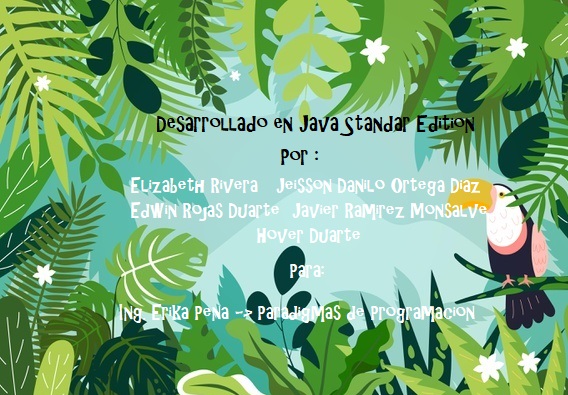 Desarrollado en Java Standar Edition
Por :
Elizabeth Rivera Jeisson Danilo Ortega Diaz
Edwin Rojas Duarte Javier Ramirez Monsalve
Hover Duarte
Para:
Ing. Erika Peña -> Paradigmas de Programacion